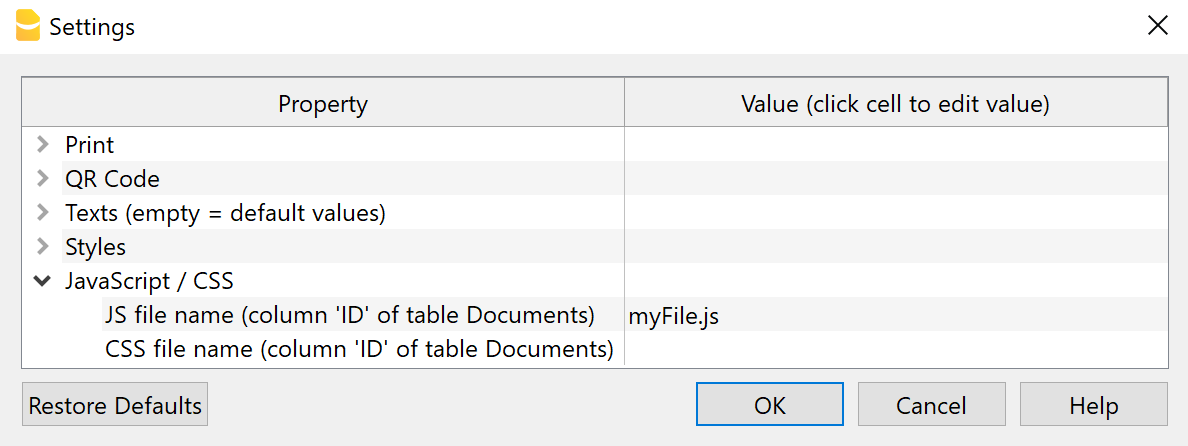 Settings
Property Value (click cell to edit value)
Print
QR Code
Texts (empty = default values)
Styles
JavaScript / CSS
JS file name (column 'ID' of table Documents) myFile.js
CSS file name (column 'ID' of table Documents)
Restore Defaults OK Cancel Help